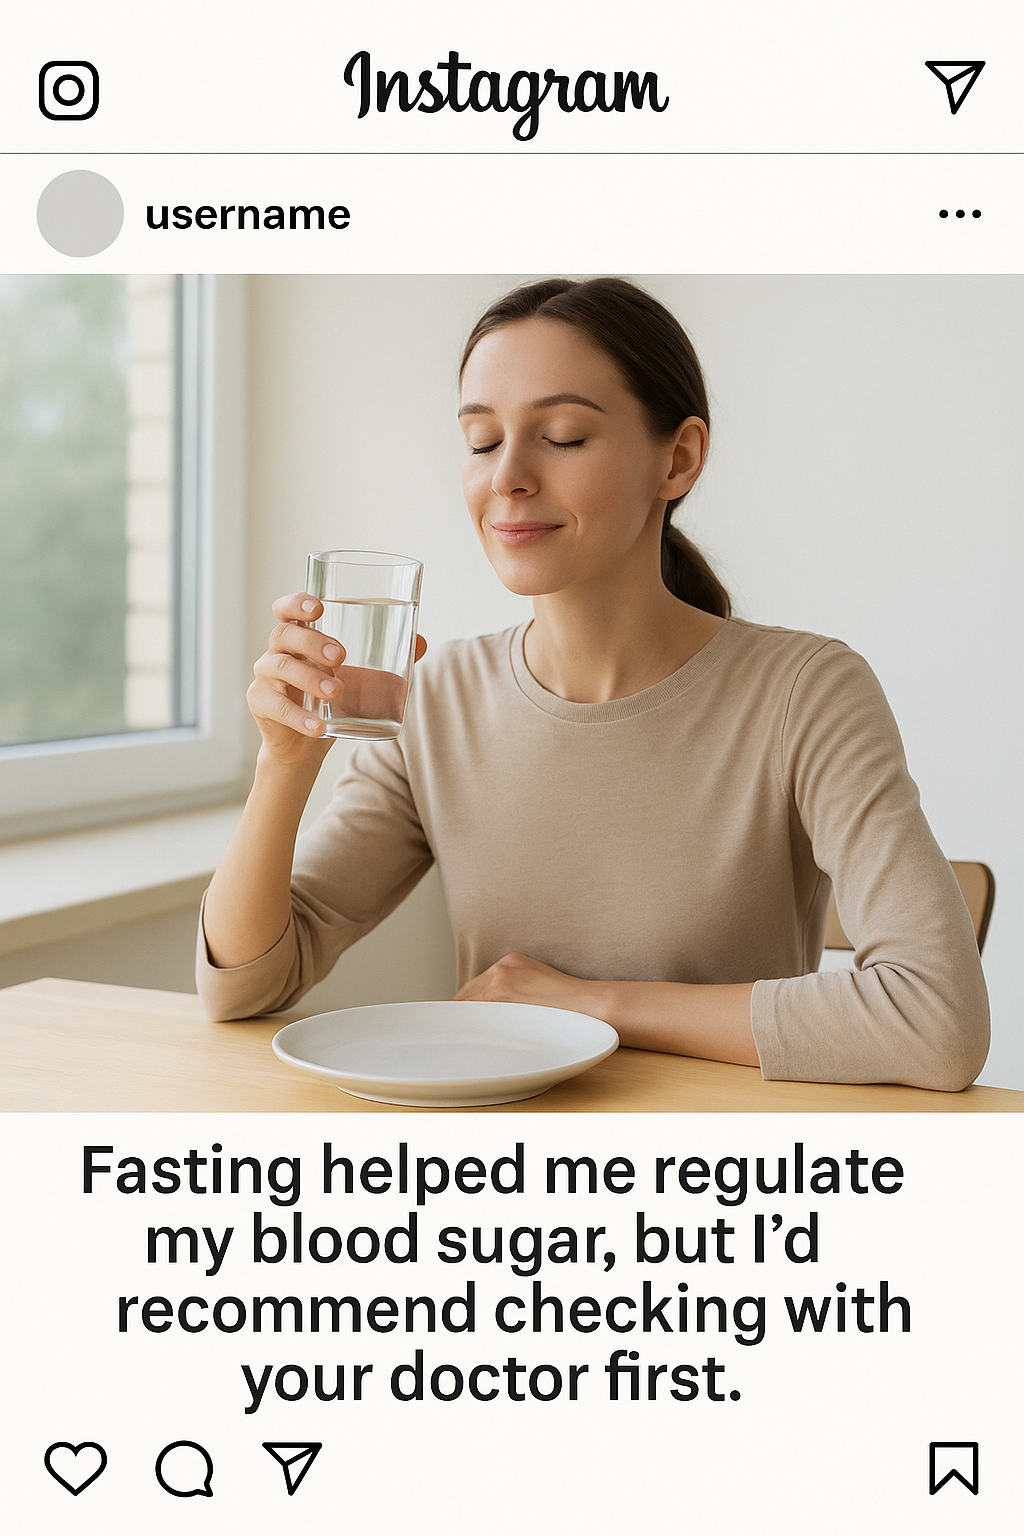 Instagram
username
Fasting helped me regulate
my blood sugar, but I’d
recommend checking with
your doctor first.